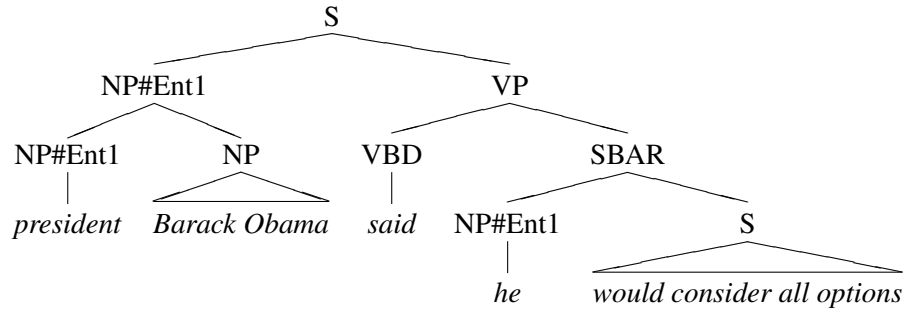 S
NP#Ent1 VP
NP#Ent1 NP VBD SBAR
president Barack Obama said NP#Ent1 S
he would consider all options